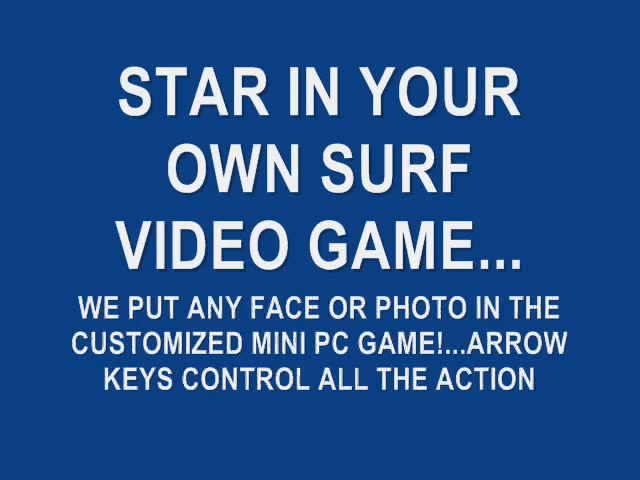 STAR IN YOUR
OWN SURF
VIDEO GAME...
WE PUT ANY FACE OR PHOTO IN THE
CUSTOMIZED MINI PC GAME!...ARROW
KEYS CONTROL ALL THE ACTION